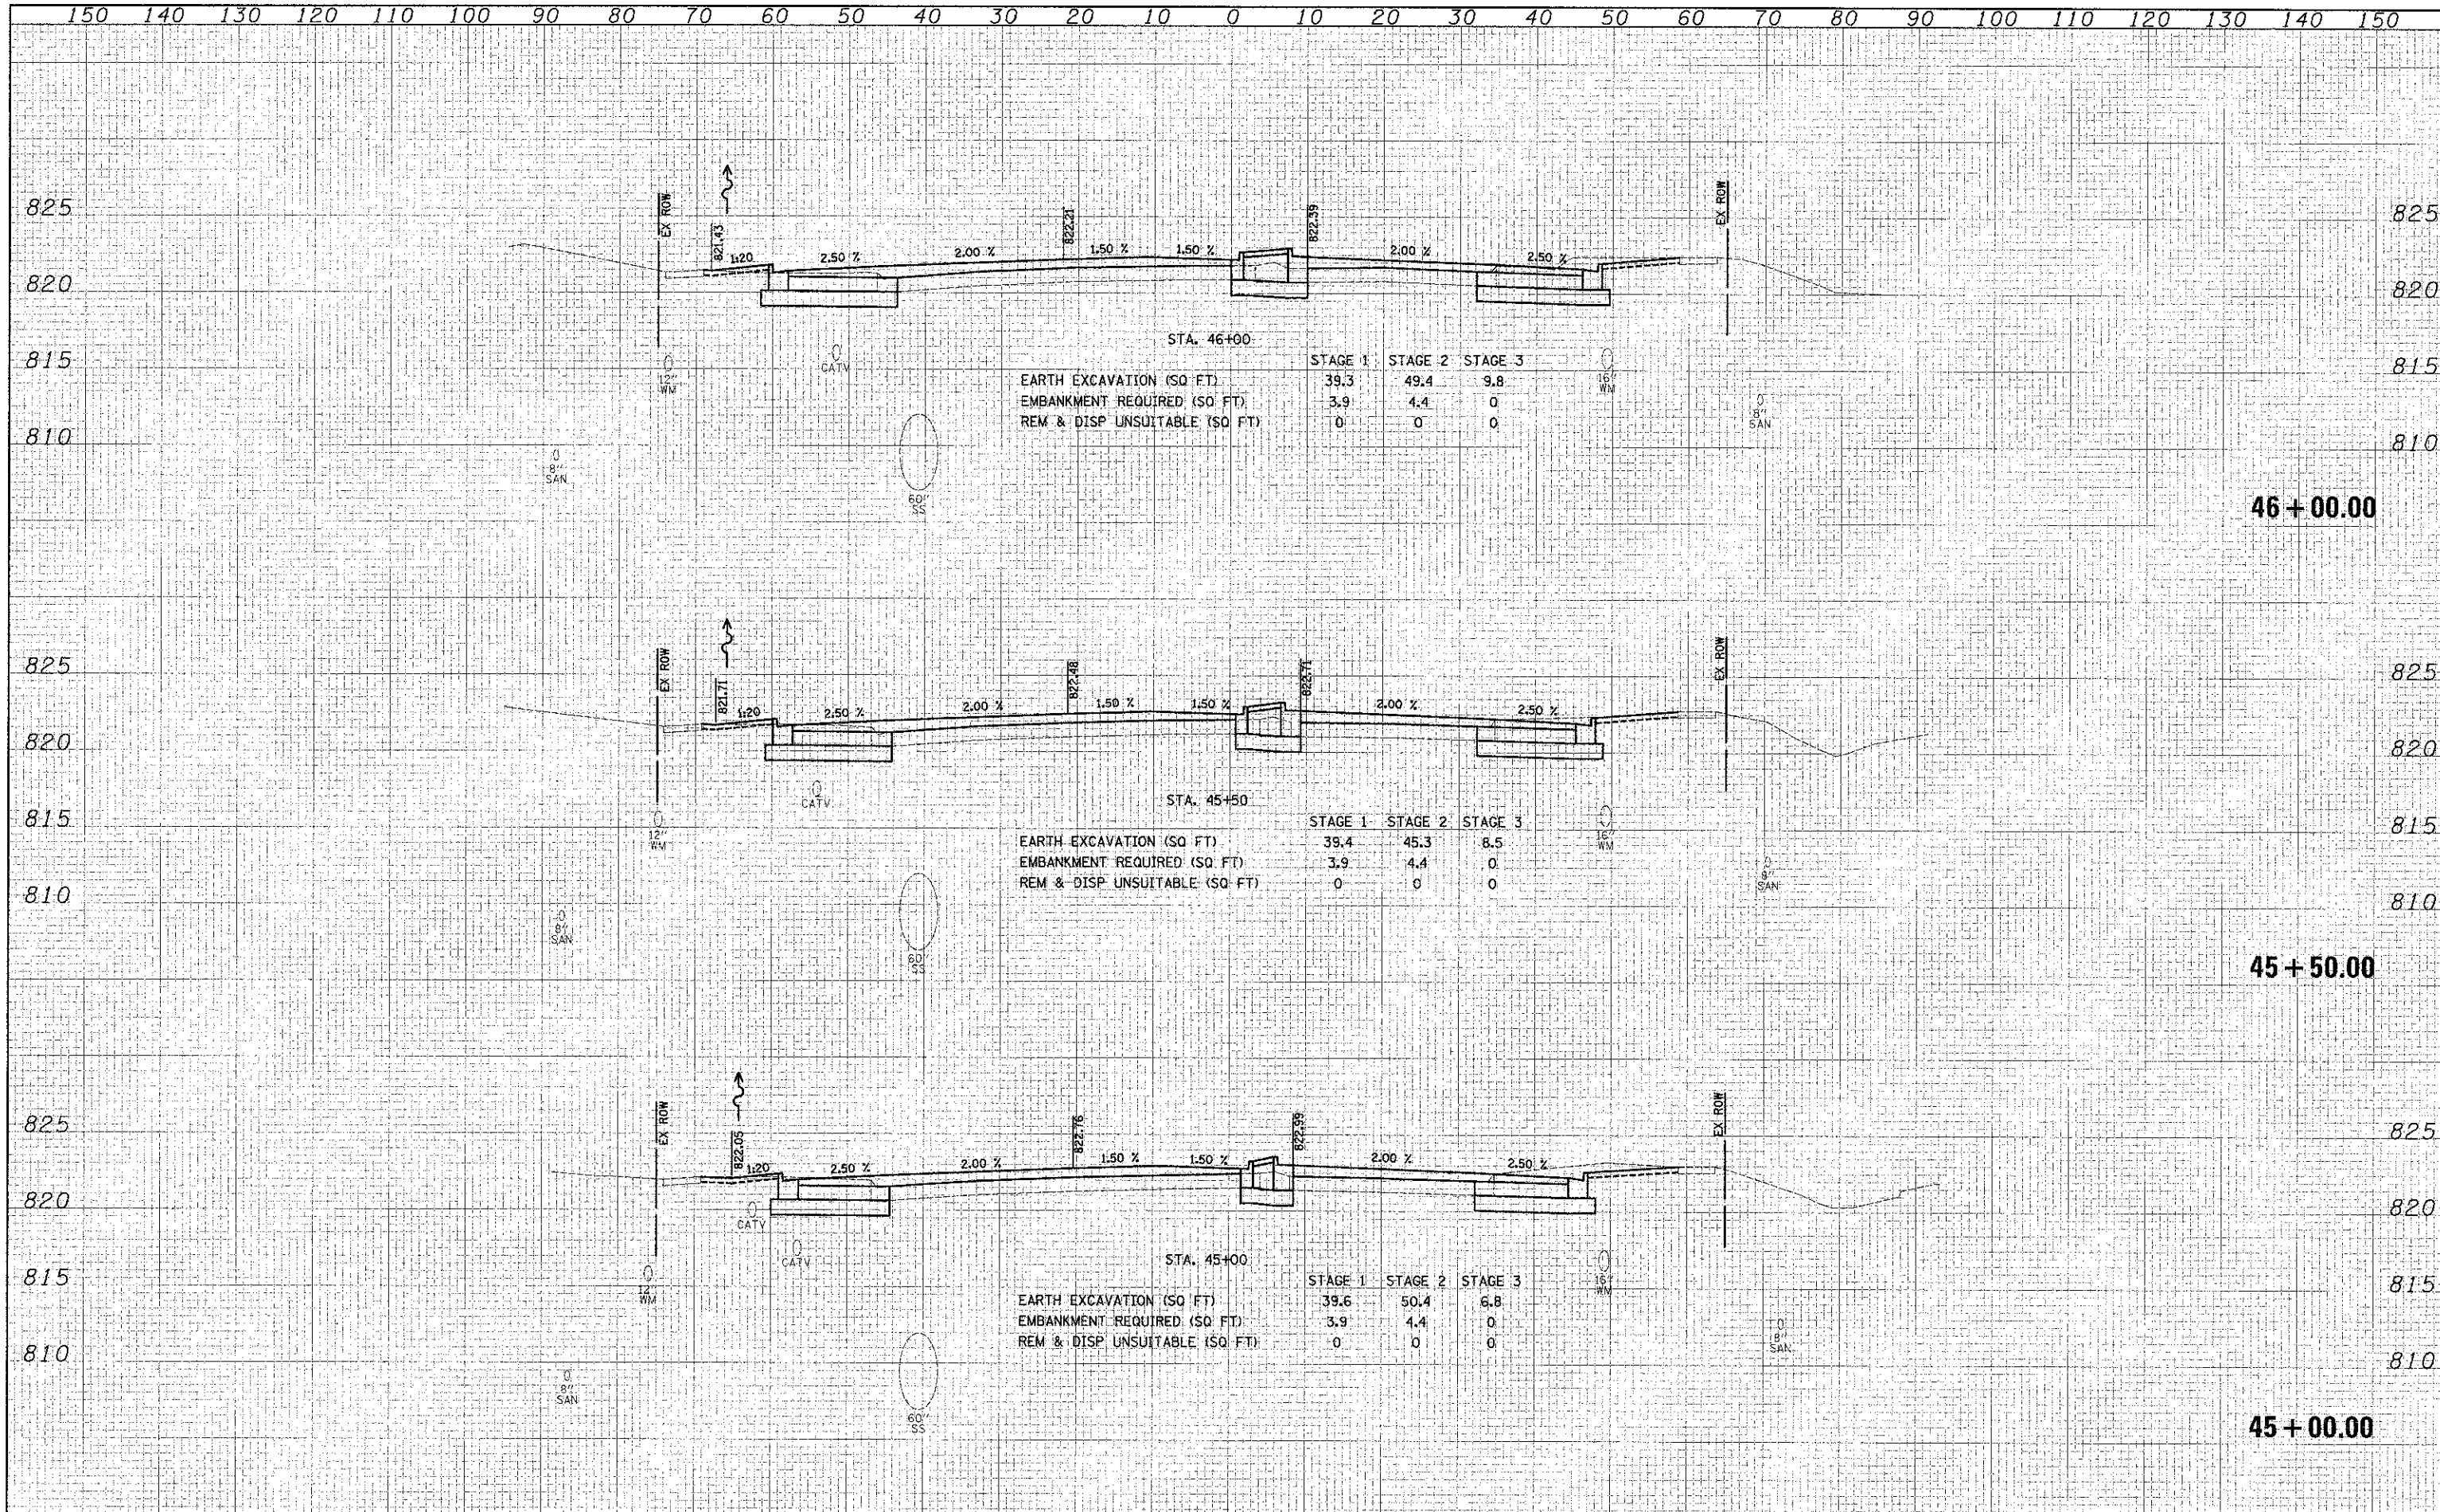 150 140 130 120 110 100 90 80 70 60 50 40 30 20 10 0 10 20 30 40 50 60 70 80 90 100 110 120 130 140 150
825 825
820 820
815 815
810 810
EX ROW
821.43
1:20
2.50 %
2.00 %
822.21
1.50 %
1.50 %
822.39
2.00 %
2.50 %
EX ROW
12"
WM
CATV
8"
SAN
60"
SS
16"
WM
8"
SAN
STA. 46+00
STAGE 1 STAGE 2 STAGE 3
EARTH EXCAVATION (SQ FT) 39.3 49.4 9.8
EMBANKMENT REQUIRED (SQ FT) 3.9 4.4 0
REM & DISP UNSUITABLE (SQ FT) 0 0 0
46+00.00
825 825
820 820
815 815
810 810
EX ROW
821.71
1:20
2.50 %
2.00 %
822.48
1.50 %
1.50 %
822.71
2.00 %
2.50 %
EX ROW
12"
WM
CATV
8"
SAN
60"
SS
16"
WM
8"
SAN
STA. 45+50
STAGE 1 STAGE 2 STAGE 3
EARTH EXCAVATION (SQ FT) 39.4 45.3 8.5
EMBANKMENT REQUIRED (SQ FT) 3.9 4.4 0
REM & DISP UNSUITABLE (SQ FT) 0 0 0
45+50.00
825 825
820 820
815 815
810 810
EX ROW
822.05
1:20
2.50 %
2.00 %
822.76
1.50 %
1.50 %
822.99
2.00 %
2.50 %
EX ROW
CATV
CATV
12"
WM
8"
SAN
60"
SS
16"
WM
8"
SAN
STA. 45+00
STAGE 1 STAGE 2 STAGE 3
EARTH EXCAVATION (SQ FT) 39.6 50.4 6.8
EMBANKMENT REQUIRED (SQ FT) 3.9 4.4 0
REM & DISP UNSUITABLE (SQ FT) 0 0 0
45+00.00